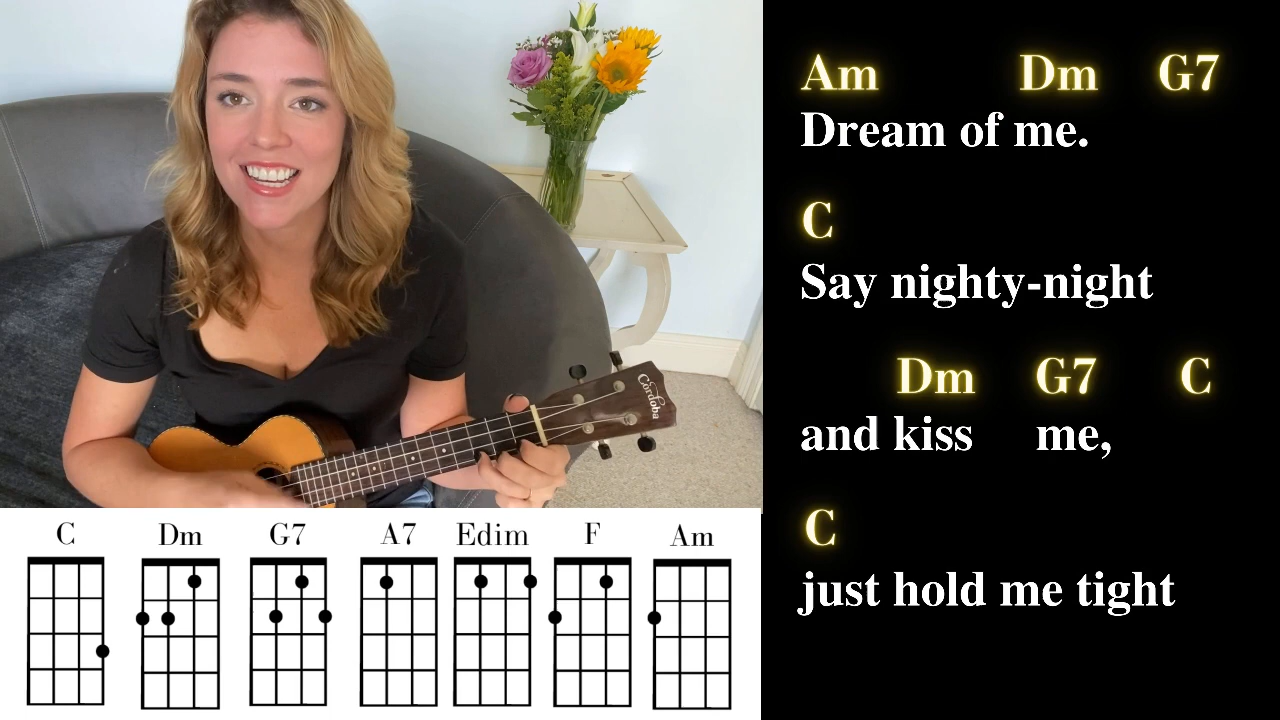 Am Dm G7
Dream of me.
C
Say nighty-night
Dm G7 C
and kiss me,
C
just hold me tight
Cordoba
C Dm G7 A7 Edim F Am